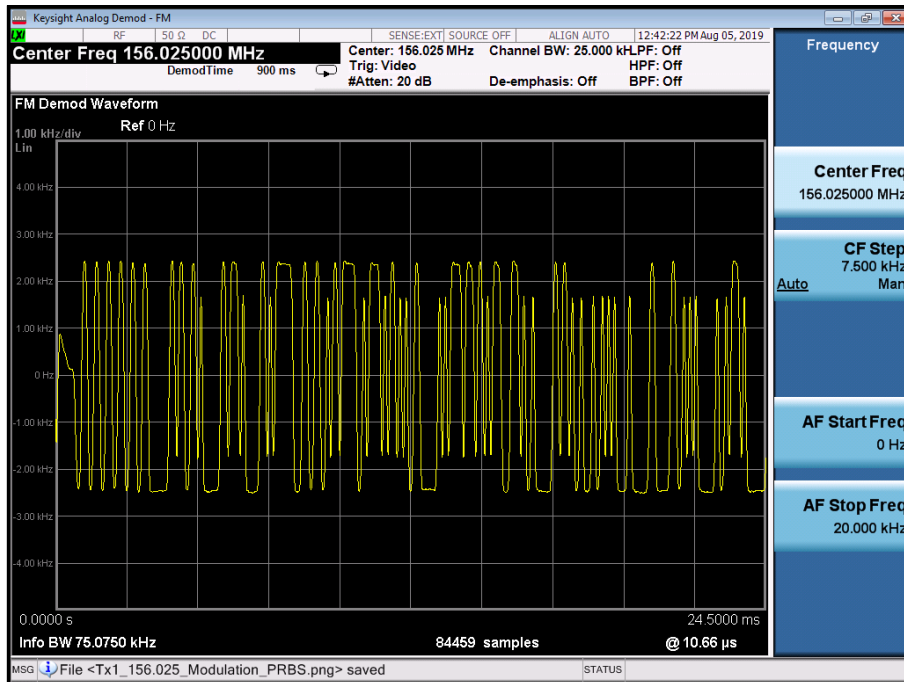 Keysight Analog Demod - FM
LXI RF 50 Ω DC SENSE:EXT SOURCE OFF ALIGN AUTO 12:42:22 PM Aug 05, 2019
Center Freq 156.025000 MHz
Center: 156.025 MHz Channel BW: 25.000 kH LPF: Off
DemodTime 900 ms Trig: Video HPF: Off
#Atten: 20 dB De-emphasis: Off BPF: Off
FM Demod Waveform
1.00 kHz/div Ref 0 Hz
Lin
4.00 kHz
3.00 kHz
2.00 kHz
1.00 kHz
0 Hz
-1.00 kHz
-2.00 kHz
-3.00 kHz
-4.00 kHz
0.0000 s 24.5000 ms
Info BW 75.0750 kHz 84459 samples @ 10.66 µs
MSG File <Tx1_156.025_Modulation_PRBS.png> saved STATUS
Frequency
Center Freq
156.025000 MHz
CF Step
7.500 kHz
Auto Man
AF Start Freq
0 Hz
AF Stop Freq
20.000 kHz